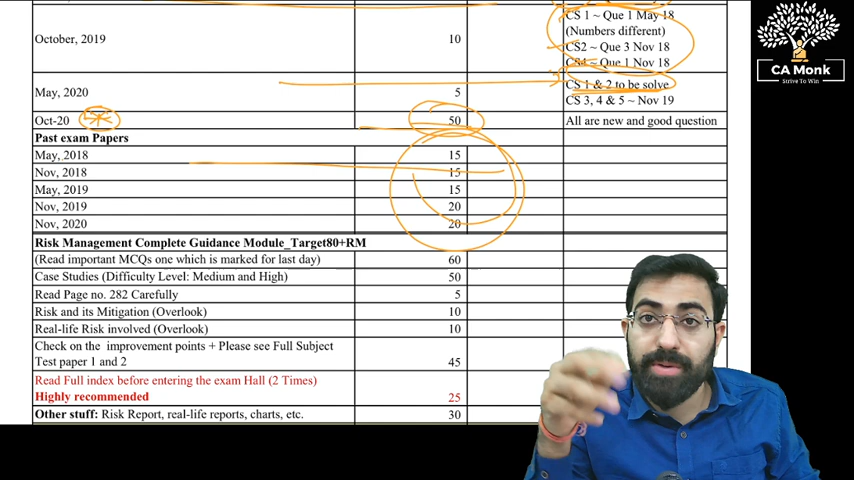 CS 1 ~ Que 1 May 18
October, 2019 10 (Numbers different)
CS2 ~ Que 3 Nov 18
CS4 ~ Que 1 Nov 18
May, 2020 5 CS 1 & 2 to be solve
CS 3, 4 & 5 ~ Nov 19
Oct-20 50 All are new and good question
Past exam Papers
May, 2018 15
Nov, 2018 15
May, 2019 15
Nov, 2019 20
Nov, 2020 20
Risk Management Complete Guidance Module_Target80+RM
(Read important MCQs one which is marked for last day) 60
Case Studies (Difficulty Level: Medium and High) 50
Read Page no. 282 Carefully 5
Risk and its Mitigation (Overlook) 10
Real-life Risk involved (Overlook) 10
Check on the improvement points + Please see Full Subject
Test paper 1 and 2 45
Read Full index before entering the exam Hall (2 Times)
Highly recommended 25
Other stuff: Risk Report, real-life reports, charts, etc. 30
CA Monk
Strive To Win